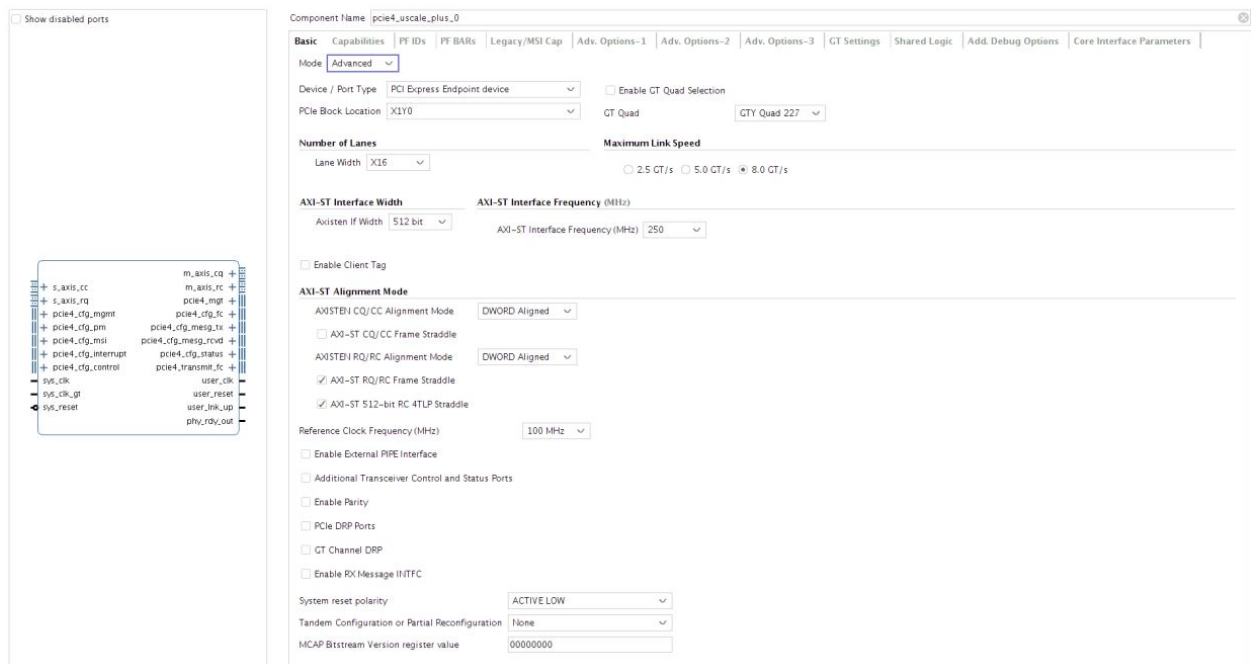 Show disabled ports
Component Name pcie4_uscale_plus_0
Basic Capabilities PF IDs PF BARs Legacy/MSI Cap Adv. Options-1 Adv. Options-2 Adv. Options-3 GT Settings Shared Logic Add. Debug Options Core Interface Parameters
Mode Advanced
Device / Port Type PCI Express Endpoint device Enable GT Quad Selection
PCIe Block Location X1Y0 GT Quad GTY Quad 227
Number of Lanes Maximum Link Speed
Lane Width X16 2.5 GT/s 5.0 GT/s 8.0 GT/s
AXI-ST Interface Width AXI-ST Interface Frequency (MHz)
Axisten If Width 512 bit AXI-ST Interface Frequency (MHz) 250
Enable Client Tag
AXI-ST Alignment Mode
AXISTEN CQ/CC Alignment Mode DWORD Aligned
AXI-ST CQ/CC Frame Straddle
AXISTEN RQ/RC Alignment Mode DWORD Aligned
AXI-ST RQ/RC Frame Straddle
AXI-ST 512-bit RC 4TLP Straddle
Reference Clock Frequency (MHz) 100 MHz
Enable External PIPE Interface
Additional Transceiver Control and Status Ports
Enable Parity
PCIe DRP Ports
GT Channel DRP
Enable RX Message INTFC
System reset polarity ACTIVE LOW
Tandem Configuration or Partial Reconfiguration None
MCAP Bitstream Version register value 00000000
m_axis_cq
s_axis_cc m_axis_rc
s_axis_rq pcie4_mgt
pcie4_cfg_mgmt pcie4_cfg_fc
pcie4_cfg_pm pcie4_cfg_mesg_tx
pcie4_cfg_msi pcie4_cfg_mesg_rcvd
pcie4_cfg_interrupt pcie4_cfg_status
pcie4_cfg_control pcie4_transmit_fc
sys_clk user_clk
sys_clk_gt user_reset
sys_reset user_lnk_up
phy_rdy_out